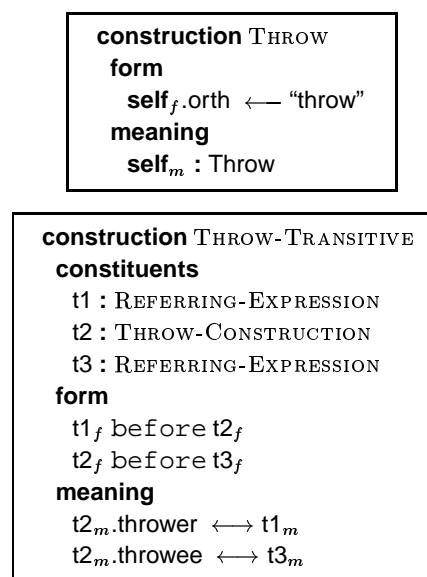 construction THROW
form
self_f.orth ⟵ “throw”
meaning
self_m : Throw
construction THROW-TRANSITIVE
constituents
t1 : REFERRING-EXPRESSION
t2 : THROW-CONSTRUCTION
t3 : REFERRING-EXPRESSION
form
t1_f before t2_f
t2_f before t3_f
meaning
t2_m.thrower ⟷ t1_m
t2_m.throwee ⟷ t3_m